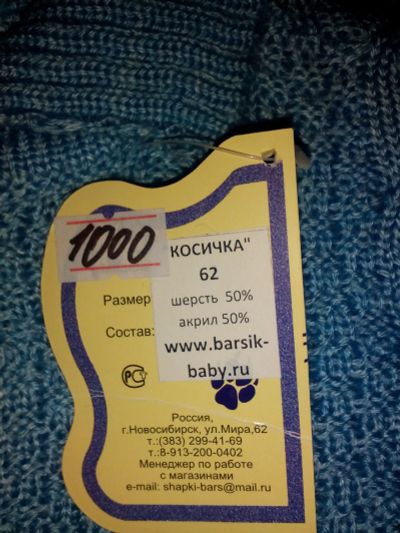 1000
КОСИЧКА"
62
Размер
шерсть 50%
акрил 50%
Состав:
www.barsik-
baby.ru
РСТ
Россия,
г.Новосибирск, ул.Мира,62
т.:(383) 299-41-69
т.:8-913-200-0402
Менеджер по работе
с магазинами
e-mail: shapki-bars@mail.ru